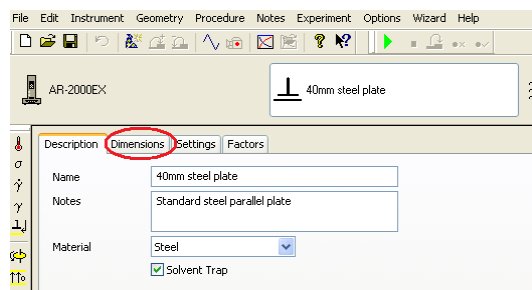 File Edit Instrument Geometry Procedure Notes Experiment Options Wizard Help
AR-2000EX
40mm steel plate
Description Dimensions Settings Factors
Name 40mm steel plate
Notes Standard steel parallel plate
Material Steel
Solvent Trap
σ
γ̇
γ